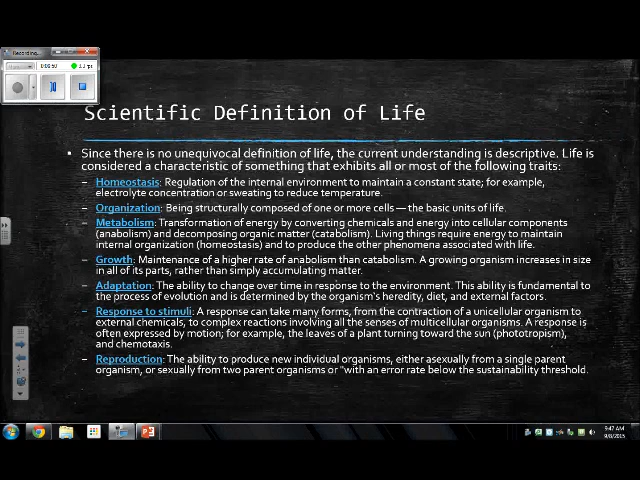 Recording...
0:06:50
Scientific Definition of Life
▪ Since there is no unequivocal definition of life, the current understanding is descriptive. Life is
considered a characteristic of something that exhibits all or most of the following traits:
– Homeostasis: Regulation of the internal environment to maintain a constant state; for example,
electrolyte concentration or sweating to reduce temperature.
– Organization: Being structurally composed of one or more cells — the basic units of life.
– Metabolism: Transformation of energy by converting chemicals and energy into cellular components
(anabolism) and decomposing organic matter (catabolism). Living things require energy to maintain
internal organization (homeostasis) and to produce the other phenomena associated with life.
– Growth: Maintenance of a higher rate of anabolism than catabolism. A growing organism increases in size
in all of its parts, rather than simply accumulating matter.
– Adaptation: The ability to change over time in response to the environment. This ability is fundamental to
the process of evolution and is determined by the organism's heredity, diet, and external factors.
– Response to stimuli: A response can take many forms, from the contraction of a unicellular organism to
external chemicals, to complex reactions involving all the senses of multicellular organisms. A response is
often expressed by motion; for example, the leaves of a plant turning toward the sun (phototropism),
and chemotaxis.
– Reproduction: The ability to produce new individual organisms, either asexually from a single parent
organism, or sexually from two parent organisms or "with an error rate below the sustainability threshold.
9:47 AM
9/8/2015